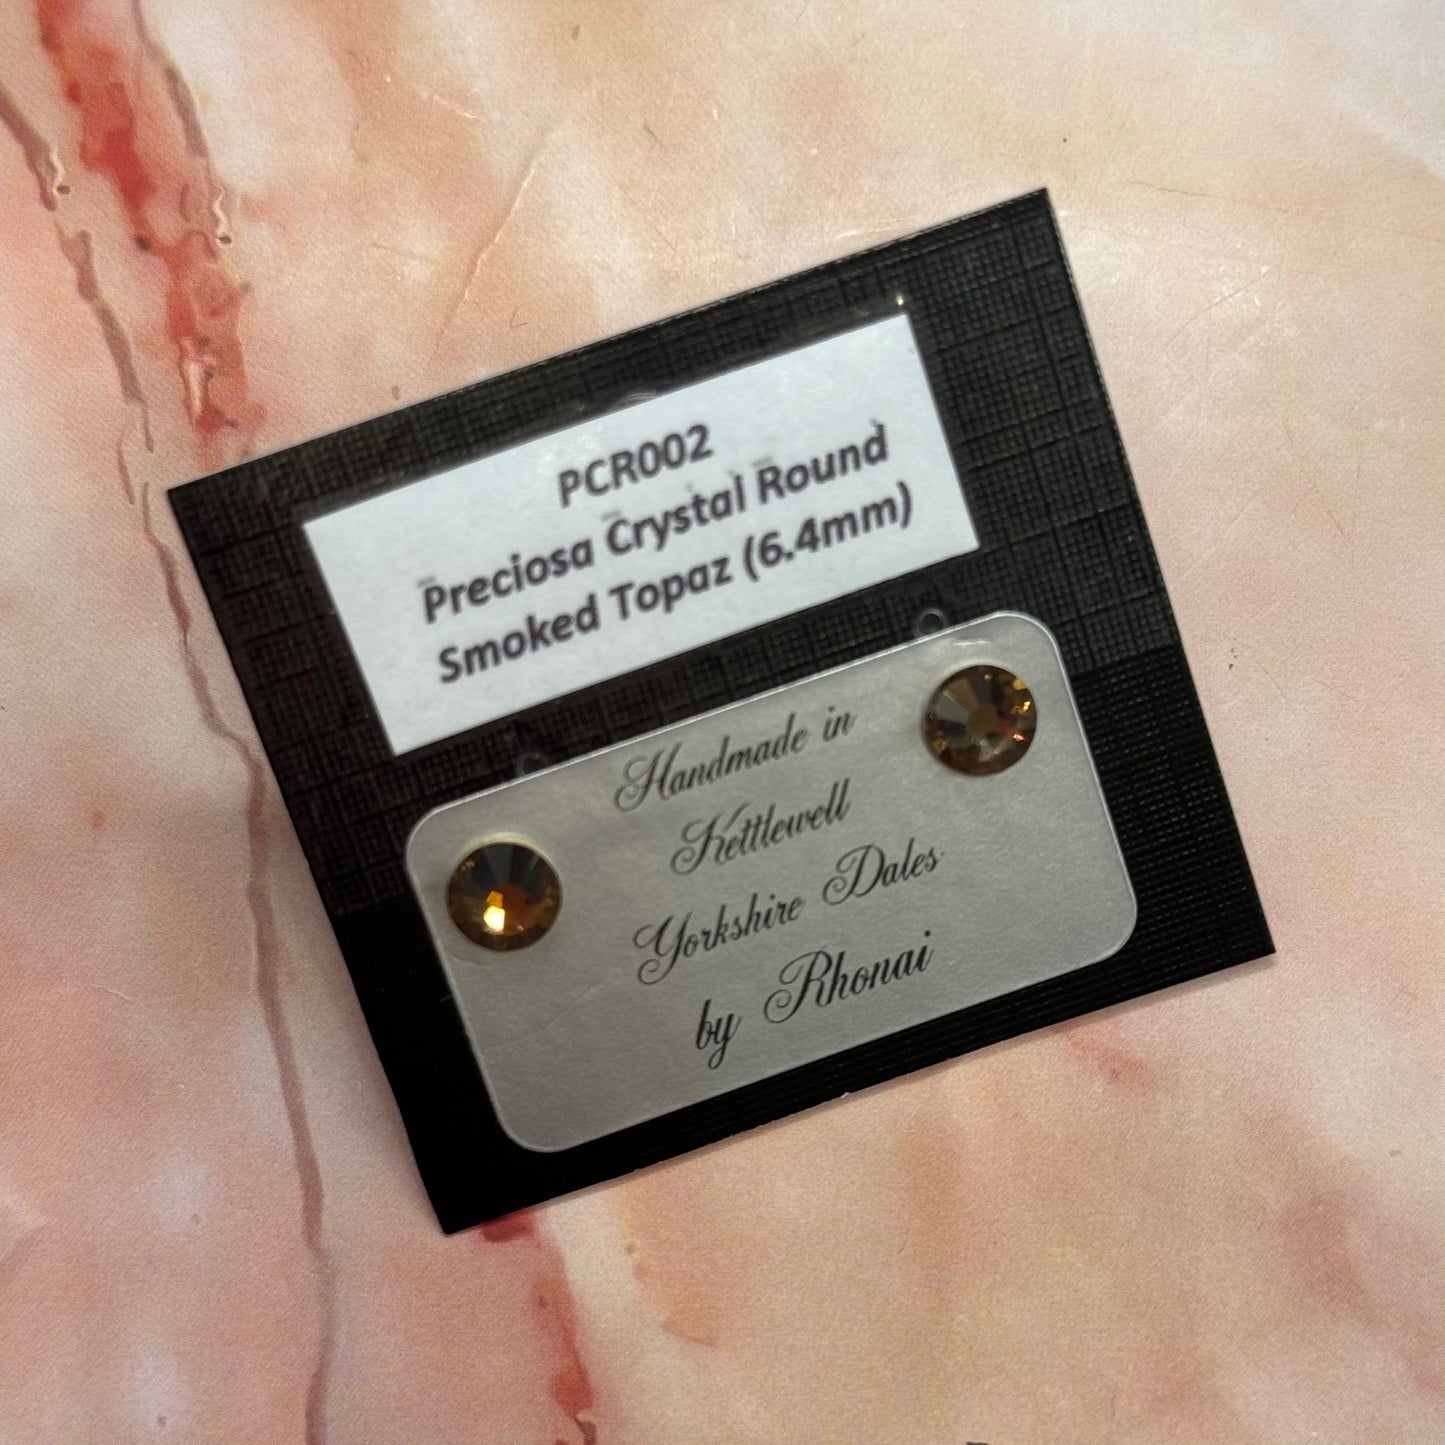 PCR002
Preciosa Crystal Round
Smoked Topaz (6.4mm)
Handmade in
Kettlewell
Yorkshire Dales
by Rhonai